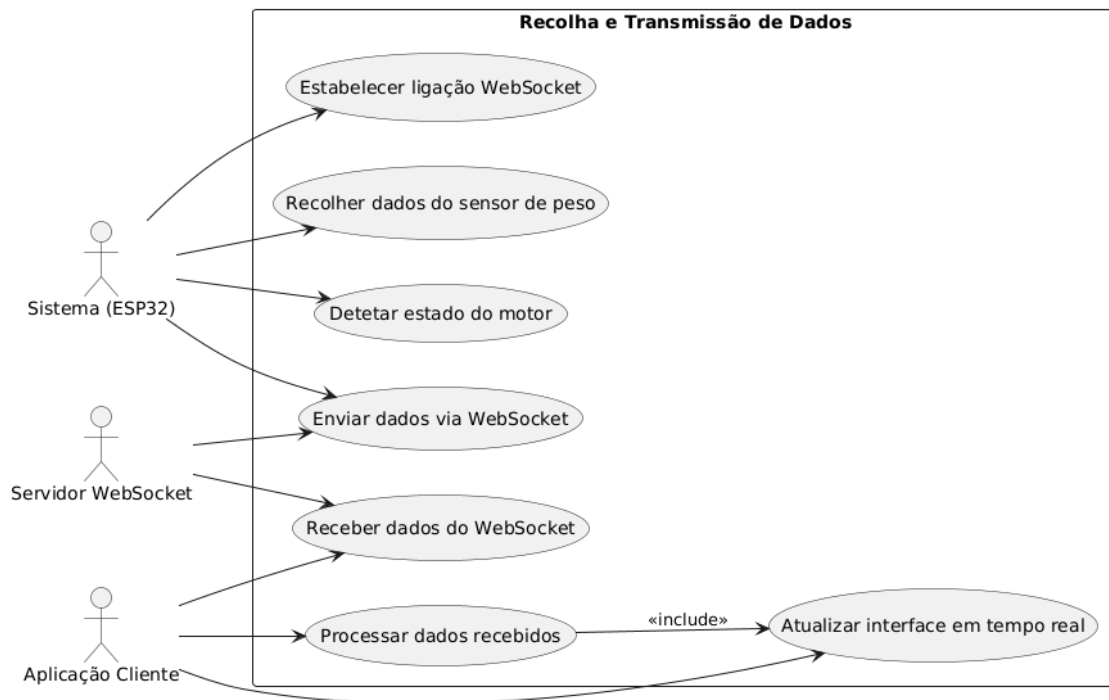 Recolha e Transmissão de Dados
Estabelecer ligação WebSocket
Recolher dados do sensor de peso
Sistema (ESP32)
Detetar estado do motor
Enviar dados via WebSocket
Servidor WebSocket
Receber dados do WebSocket
Processar dados recebidos
«include»
Atualizar interface em tempo real
Aplicação Cliente